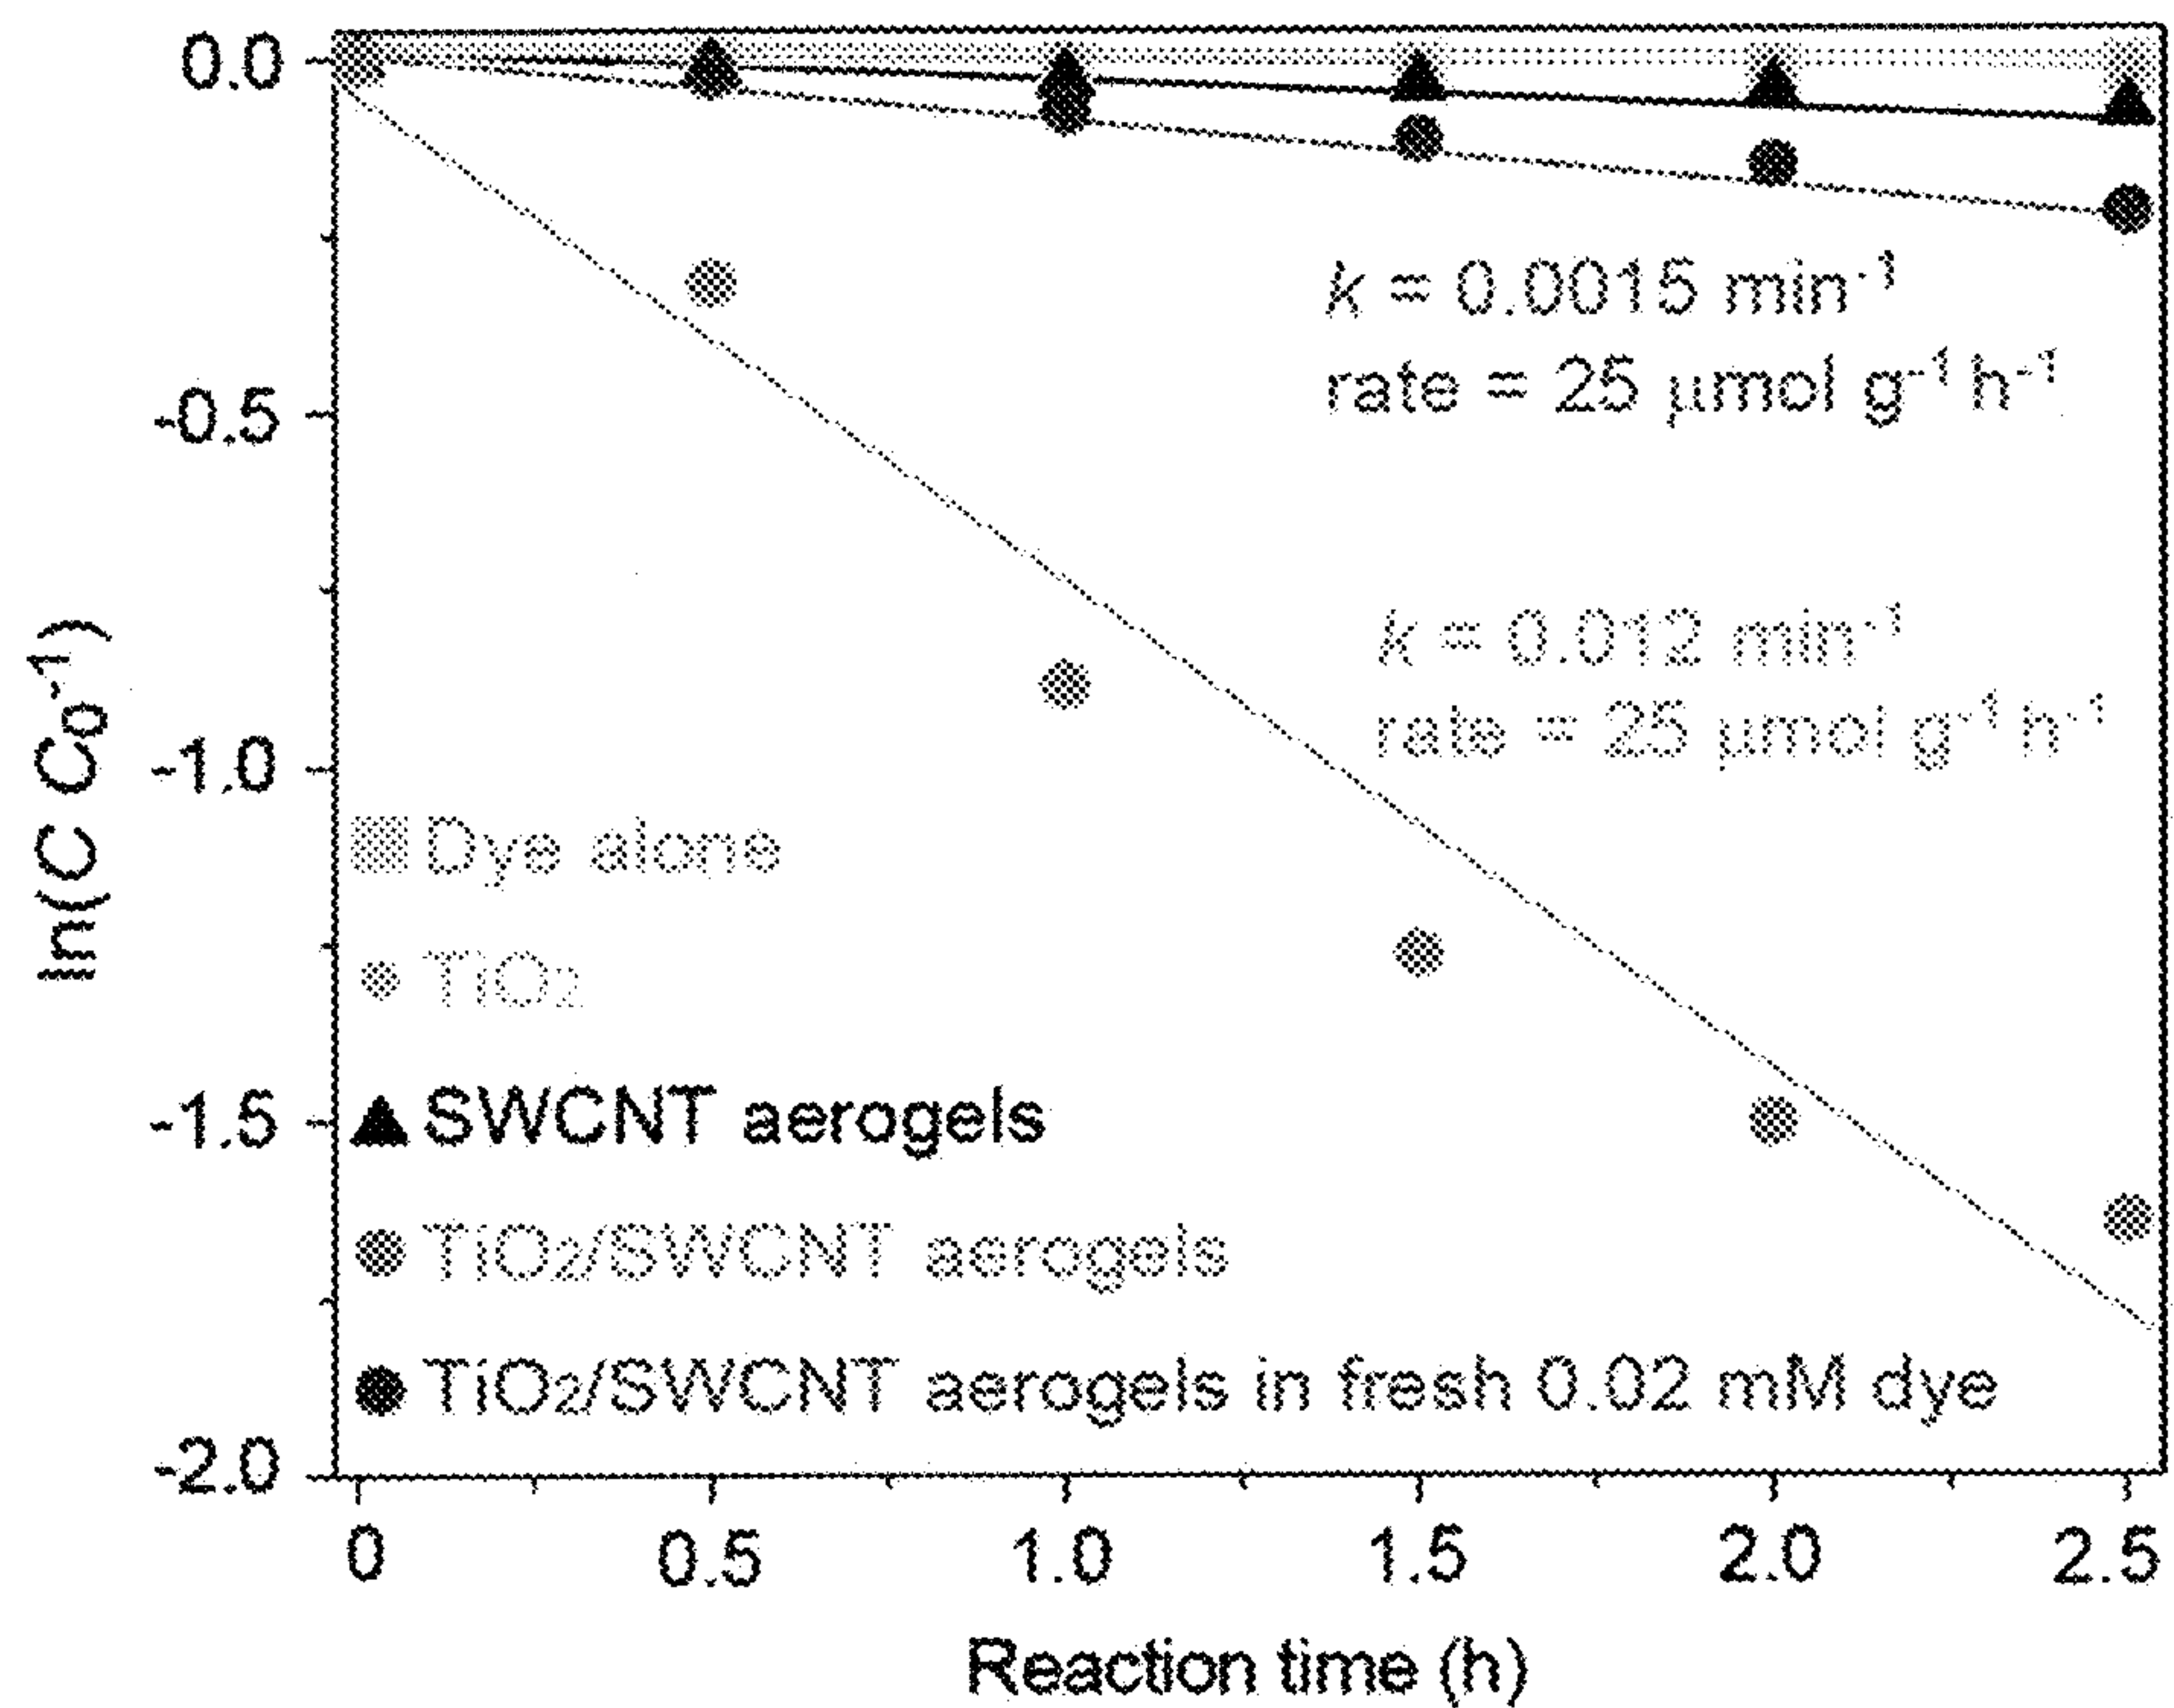 0.0
-0.5
-1.0
-1.5
-2.0
ln(C C₀⁻¹)
k = 0.0015 min⁻¹
rate = 25 μmol g⁻¹ h⁻¹
k = 0.012 min⁻¹
rate = 25 μmol g⁻¹ h⁻¹
Dye alone
TiO₂
SWCNT aerogels
TiO₂/SWCNT aerogels
TiO₂/SWCNT aerogels in fresh 0.02 mM dye
0 0.5 1.0 1.5 2.0 2.5
Reaction time (h)